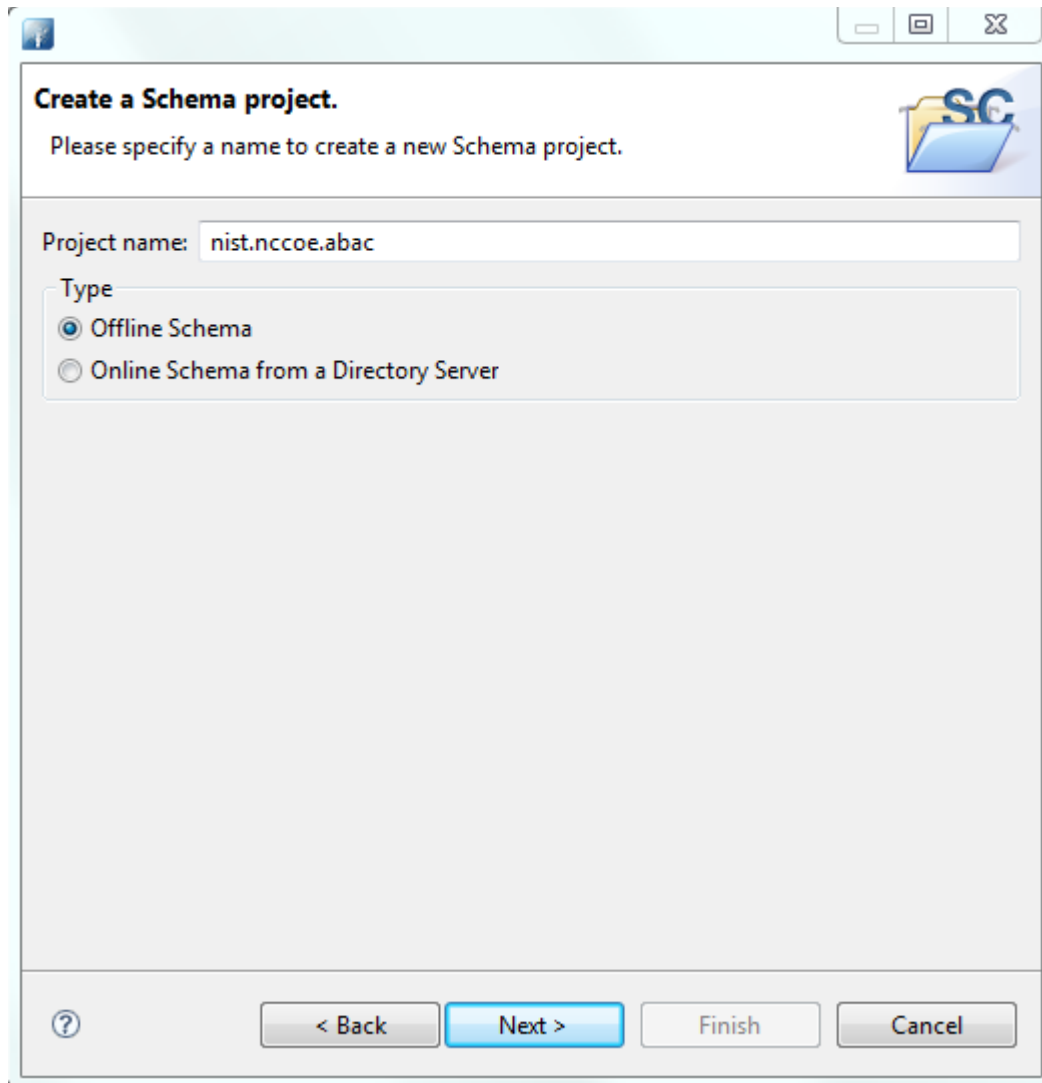 Create a Schema project.
Please specify a name to create a new Schema project.
SC
Project name: nist.nccoe.abac
Type
Offline Schema
Online Schema from a Directory Server
? < Back Next > Finish Cancel